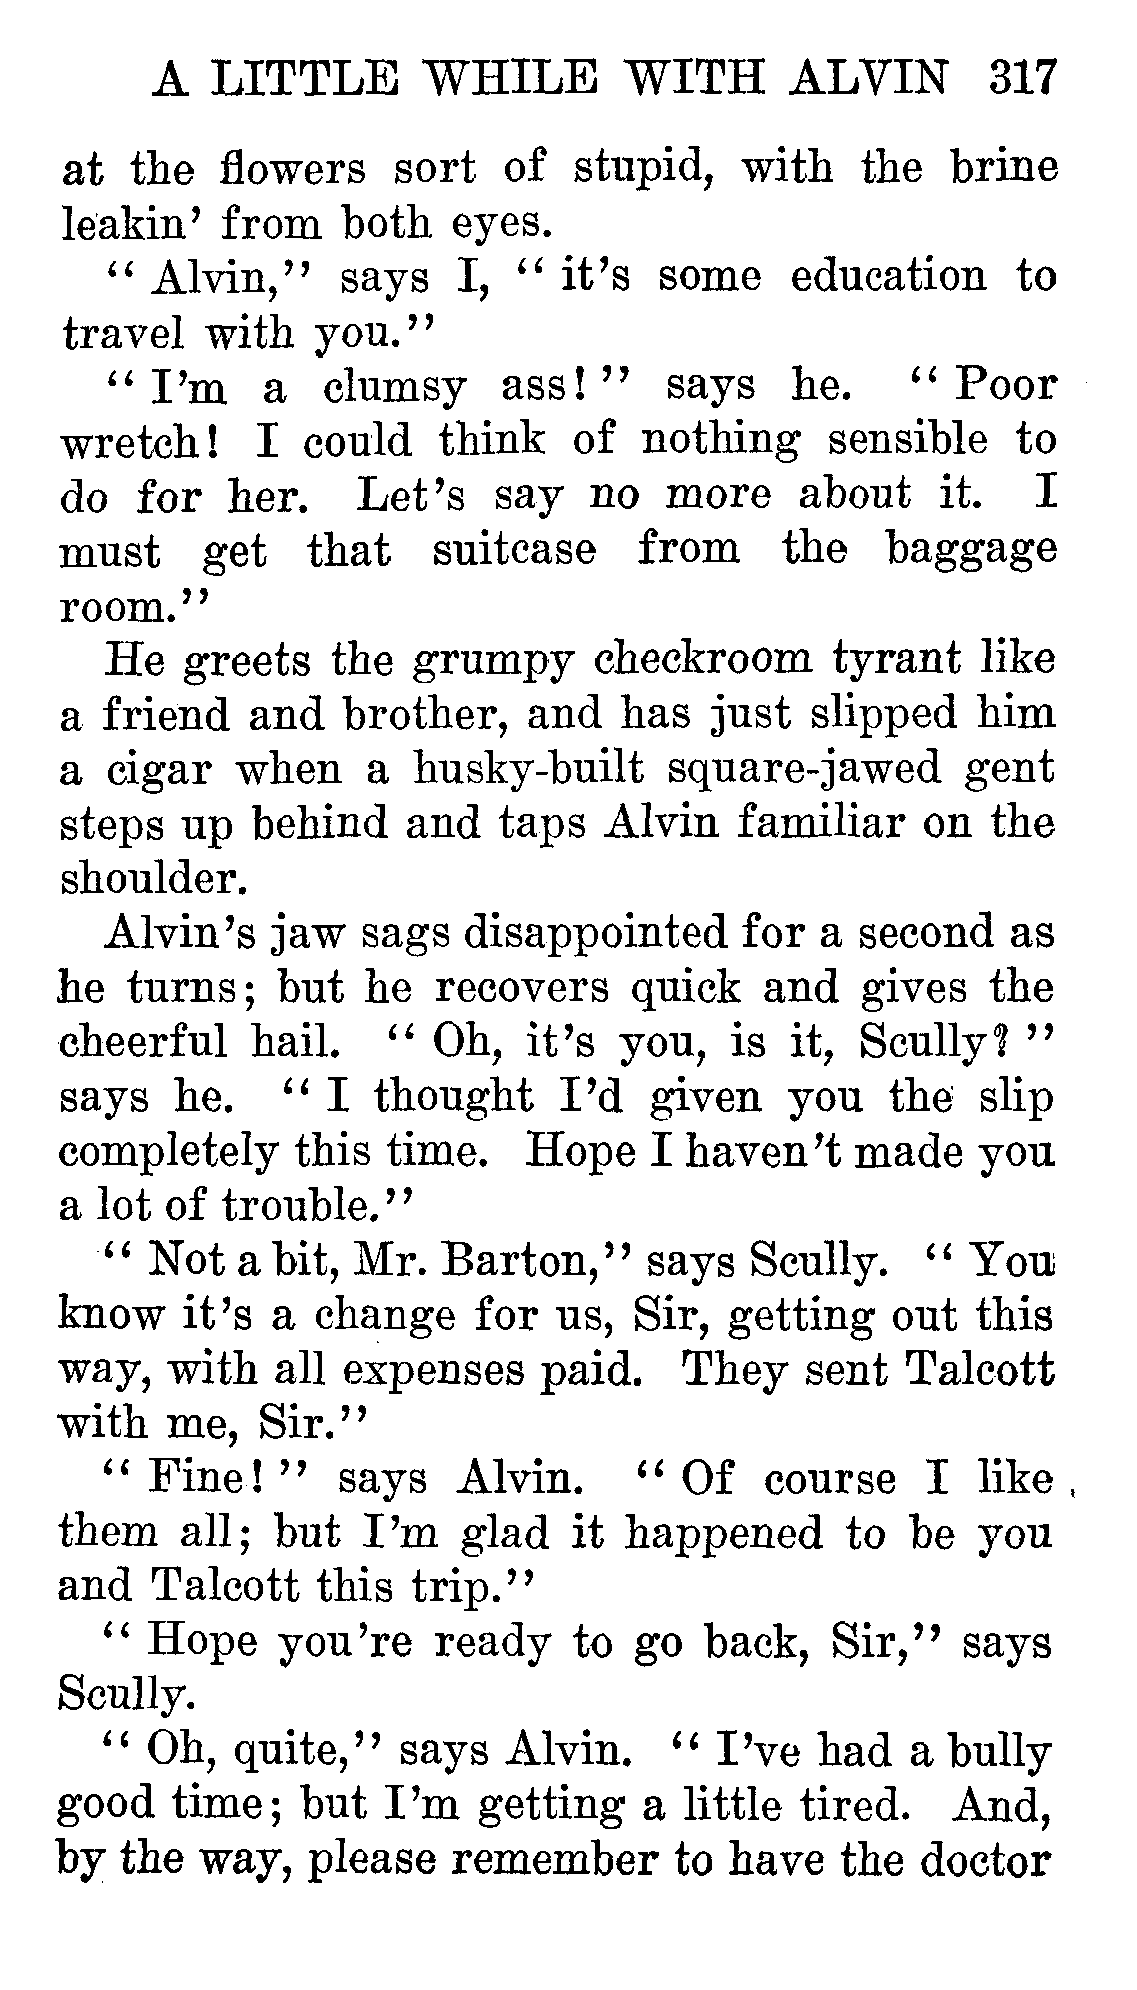 A LITTLE WHILE WITH ALVIN 317
at the flowers sort of stupid, with the brine
leakin' from both eyes.
"Alvin," says I, "it's some education to
travel with you."
"I'm a clumsy ass!" says he. "Poor
wretch! I could think of nothing sensible to
do for her. Let's say no more about it. I
must get that suitcase from the baggage
room."
He greets the grumpy checkroom tyrant like
a friend and brother, and has just slipped him
a cigar when a husky-built square-jawed gent
steps up behind and taps Alvin familiar on the
shoulder.
Alvin's jaw sags disappointed for a second as
he turns; but he recovers quick and gives the
cheerful hail. "Oh, it's you, is it, Scully?"
says he. "I thought I'd given you the slip
completely this time. Hope I haven't made you
a lot of trouble."
"Not a bit, Mr. Barton," says Scully. "You
know it's a change for us, Sir, getting out this
way, with all expenses paid. They sent Talcott
with me, Sir."
"Fine!" says Alvin. "Of course I like
them all; but I'm glad it happened to be you
and Talcott this trip."
"Hope you're ready to go back, Sir," says
Scully.
"Oh, quite," says Alvin. "I've had a bully
good time; but I'm getting a little tired. And,
by the way, please remember to have the doctor